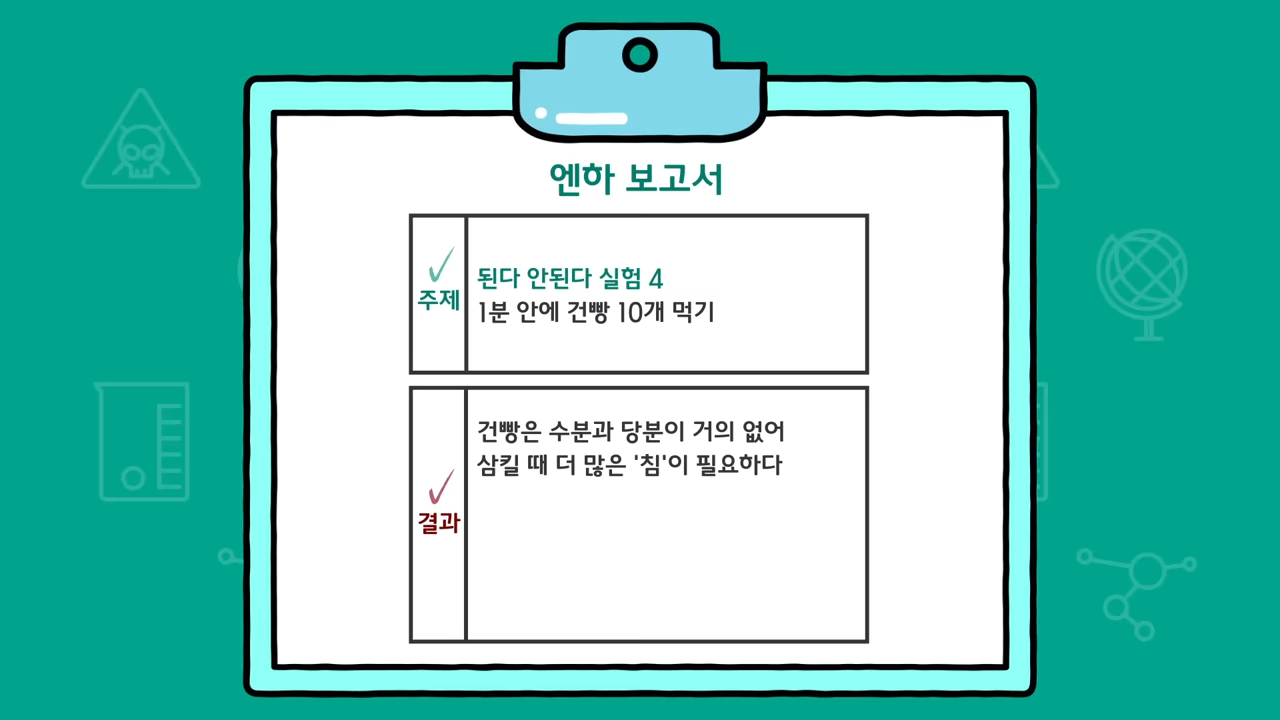 엔하 보고서
주제
된다 안된다 실험 4
1분 안에 건빵 10개 먹기
결과
건빵은 수분과 당분이 거의 없어
삼킬 때 더 많은 '침'이 필요하다